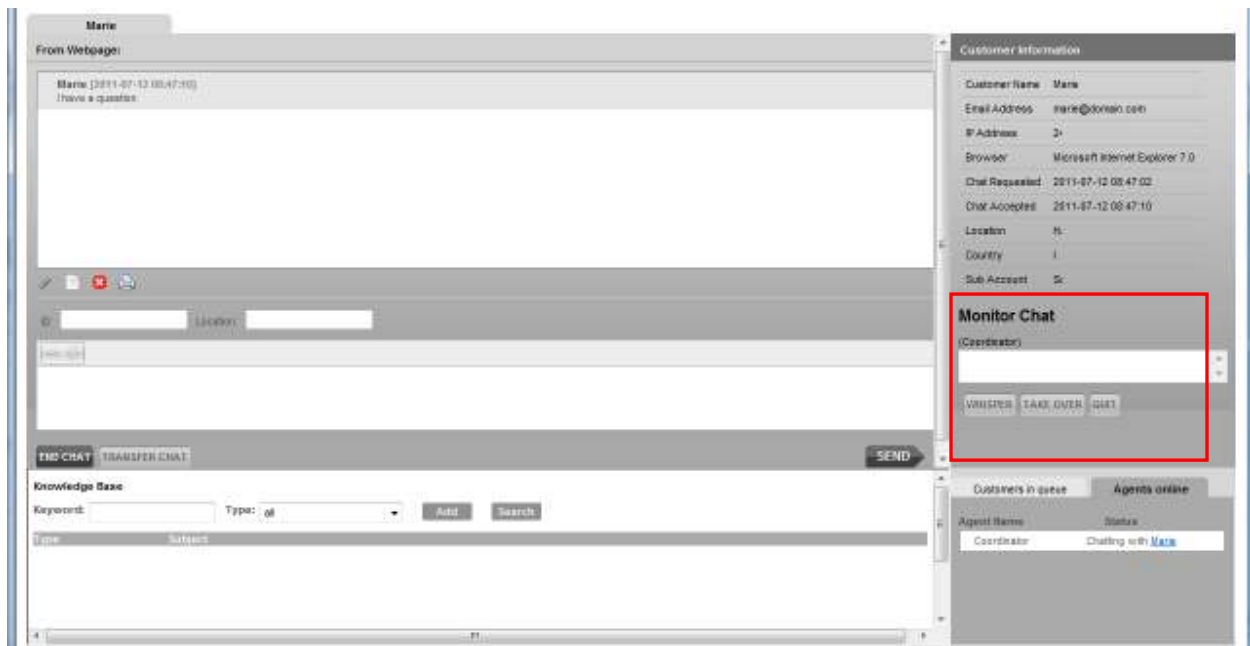 Marie
From Webpage:
Marie [2011-07-12 08:47:10]
I have a question
Location:
END CHAT TRANSFER CHAT SEND
Knowledge Base
Keyword: Type: all Add Search
Type Subject
Customer Information
Customer Name Marie
Email Address marie@domain.com
IP Address 2
Browser Microsoft Internet Explorer 7.0
Chat Requested 2011-07-12 08:47:02
Chat Accepted 2011-07-12 08:47:10
Location N
Country I
Sub Account Sc
Monitor Chat
(Coordinator)
WHISPER TAKE OVER QUIT
Customers in queue Agents online
Agent Name Status
Coordinator Chatting with Marie